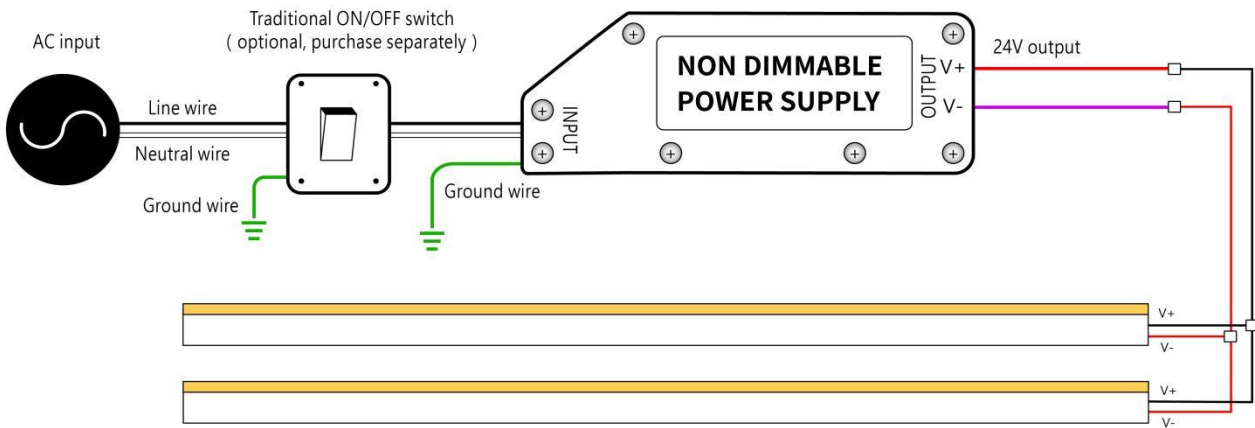 AC input
Traditional ON/OFF switch
( optional, purchase separately )
Line wire
Neutral wire
Ground wire
Ground wire
INPUT
NON DIMMABLE
POWER SUPPLY
OUTPUT
V+
V-
24V output
V+
V-
V+
V-